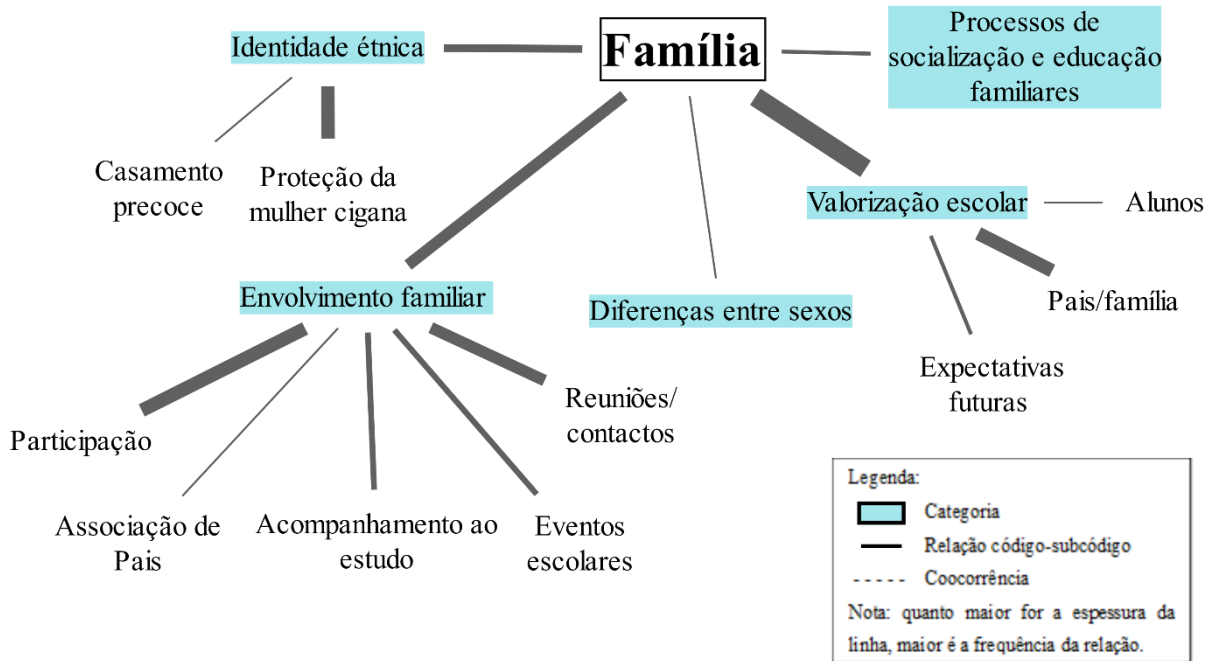 Identidade étnica
Família
Processos de
socialização e educação
familiares
Casamento
precoce
Proteção da
mulher cigana
Valorização escolar
Alunos
Envolvimento familiar
Diferenças entre sexos
Pais/família
Expectativas
futuras
Reuniões/
contactos
Participação
Associação de
Pais
Acompanhamento ao
estudo
Eventos
escolares
Legenda:
Categoria
Relação código-subcódigo
Coocorrência
Nota: quanto maior for a espessura da
linha, maior é a frequência da relação.